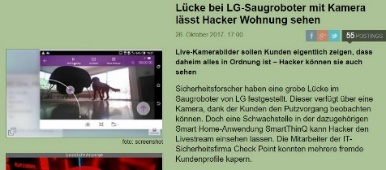 Lücke bei LG-Saugroboter mit Kamera
lässt Hacker Wohnung sehen
26. Oktober 2017, 17:00
55 POSTINGS
Live-Kamerabilder sollen Kunden eigentlich zeigen, dass
daheim alles in Ordnung ist – Hacker können sie auch
sehen
Sicherheitsforscher haben eine grobe Lücke im
Saugroboter von LG festgestellt. Dieser verfügt über eine
Kamera, dank der Kunden den Putzvorgang beobachten
können. Doch eine Schwachstelle in der dazugehörigen
Smart Home-Anwendung SmartThinQ kann Hacker den
Livestream einsehen lassen. Die Mitarbeiter der IT-
Sicherheitsfirma Check Point konnten mehrere fremde
Kundenprofile kapern.
foto: screenshot